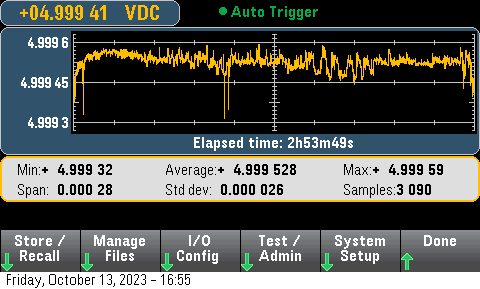 +04.999 41 VDC
Auto Trigger
4.999 6
4.999 45
4.999 3
Elapsed time: 2h53m49s
Min:+ 4.999 32 Average:+ 4.999 528 Max:+ 4.999 59
Span: 0.000 28 Std dev: 0.000 026 Samples:3 090
Store / Recall
Manage Files
I/O Config
Test / Admin
System Setup
Done
Friday, October 13, 2023 - 16:55